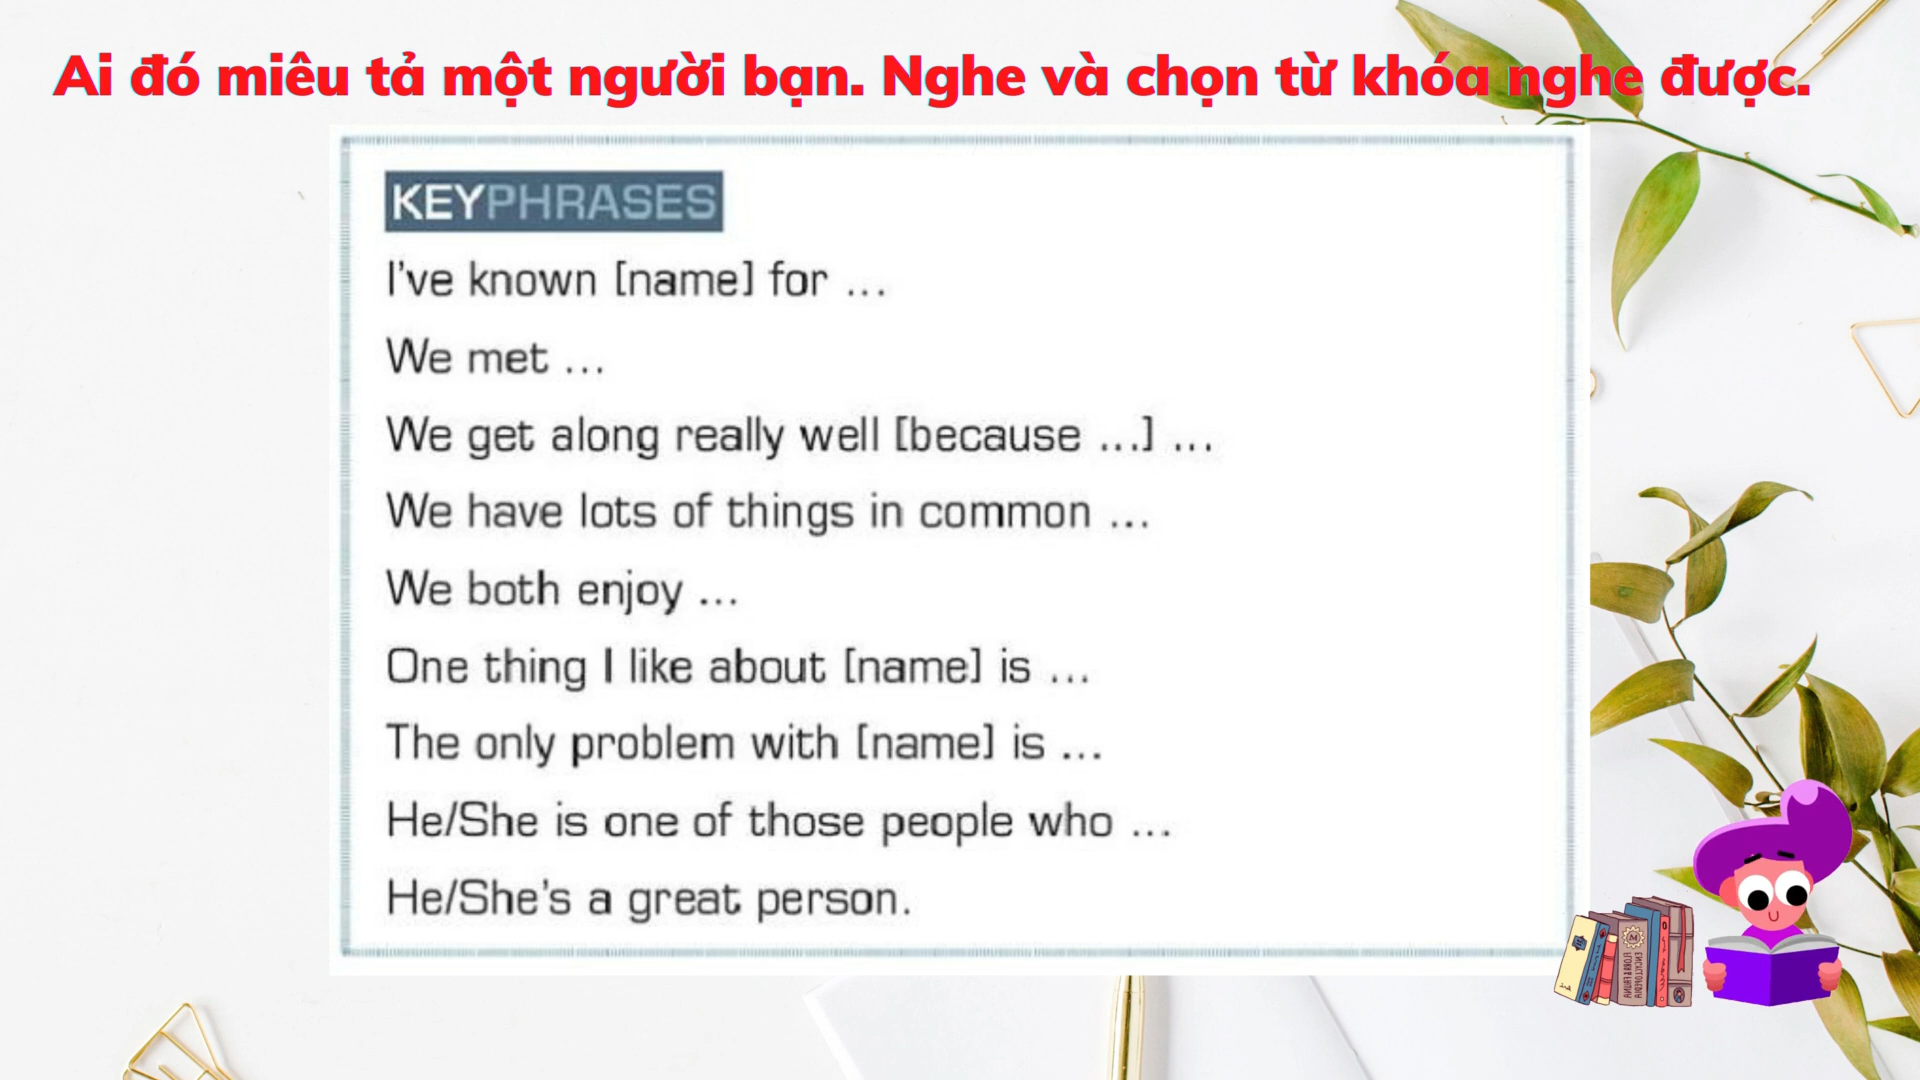 Ai đó miêu tả một người bạn. Nghe và chọn từ khóa nghe được.
KEYPHRASES
I've known [name] for ...
We met ...
We get along really well [because ...] ...
We have lots of things in common ...
We both enjoy ...
One thing I like about [name] is ...
The only problem with [name] is ...
He/She is one of those people who ...
He/She's a great person.